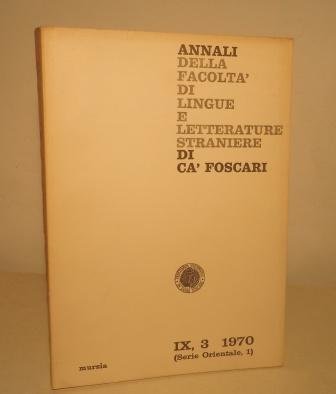 ANNALI
DELLA
FACOLTA'
DI
LINGUE
E
LETTERATURE
STRANIERE
DI
CA' FOSCARI
IX, 3 1970
(Serie Orientale, 1)
mursia